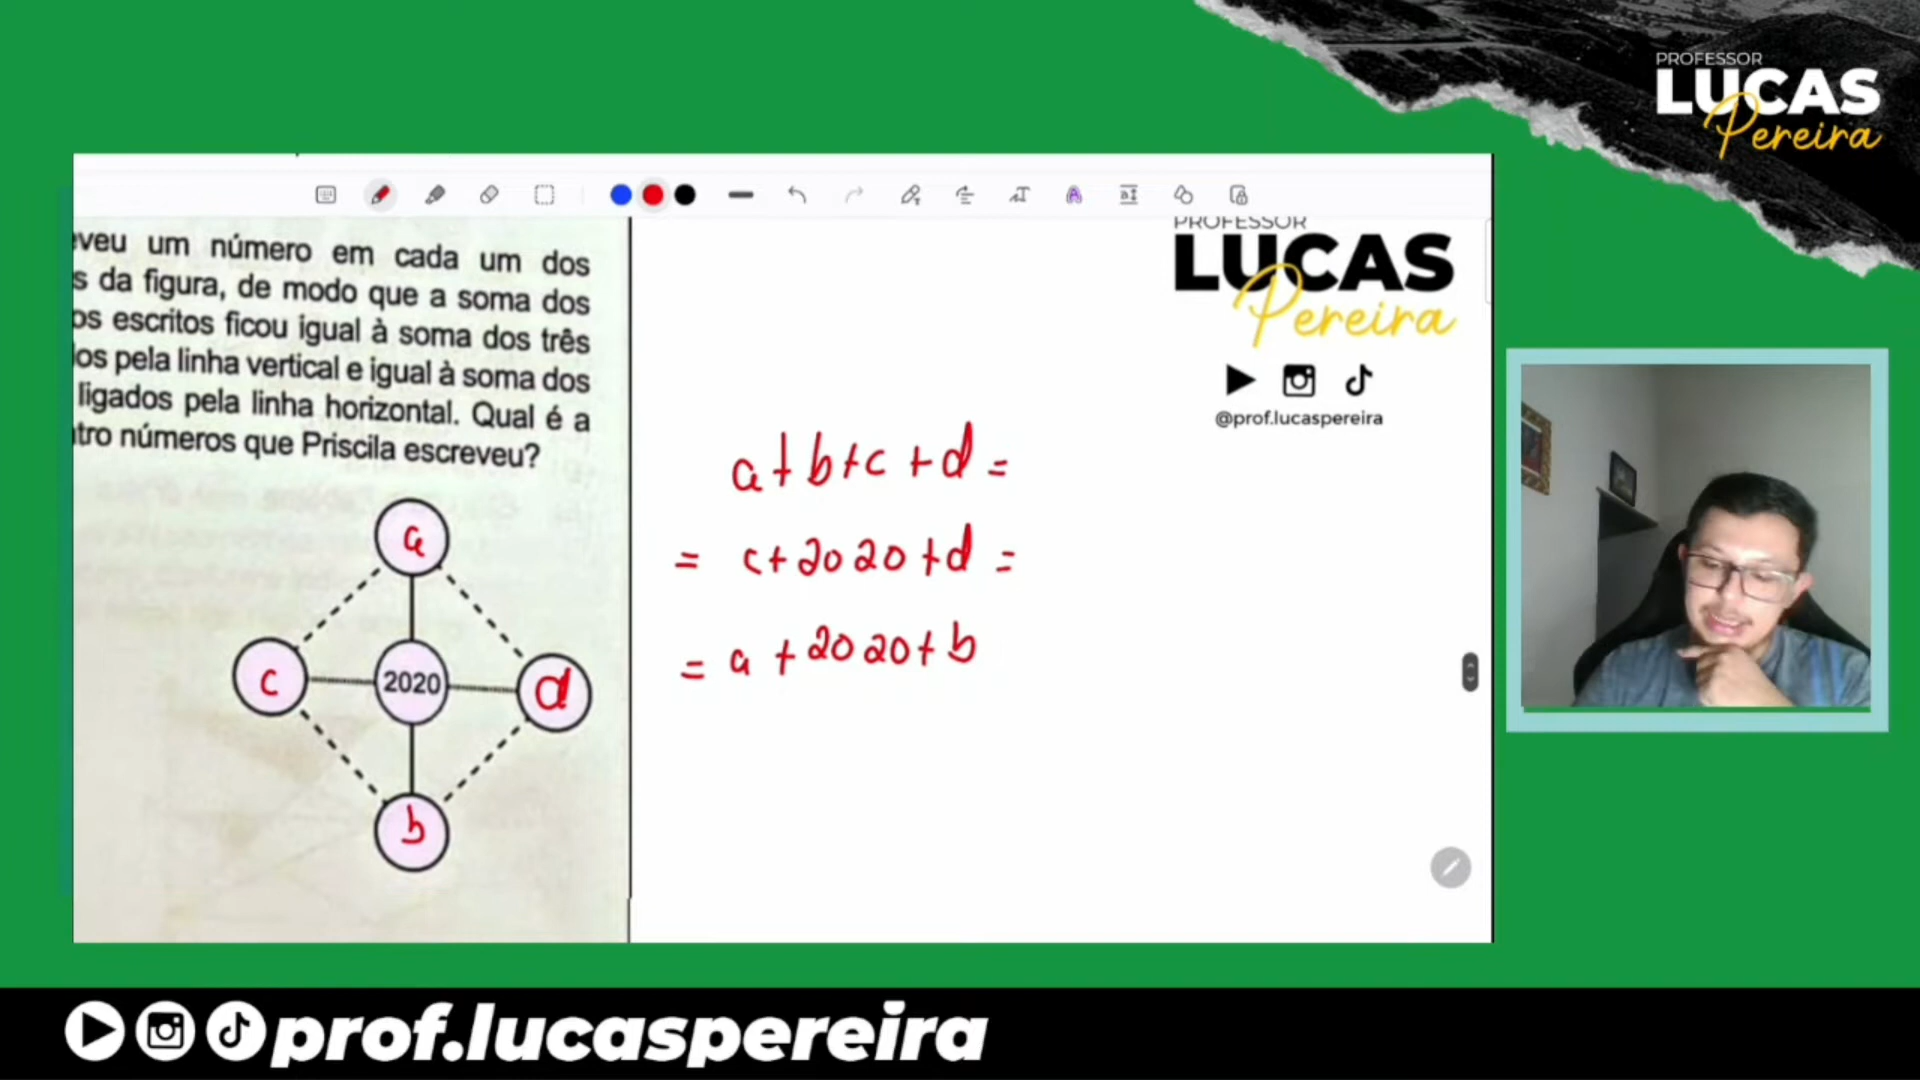 PROFESSOR
LUCAS
Pereira
veu um número em cada um dos
s da figura, de modo que a soma dos
os escritos ficou igual à soma dos três
os pela linha vertical e igual à soma dos
ligados pela linha horizontal. Qual é a
tro números que Priscila escreveu?
a
c
2020
d
b
PROFESSOR
LUCAS
Pereira
@prof.lucaspereira
a+b+c+d=
= c+2020+d=
= a+2020+b
prof.lucaspereira